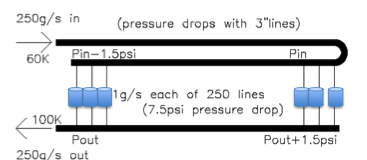 250g/s in
(pressure drops with 3"lines)
60K
Pin-1.5psi
Pin
1g/s each of 250 lines
(7.5psi pressure drop)
100K
Pout
Pout+1.5psi
250g/s out